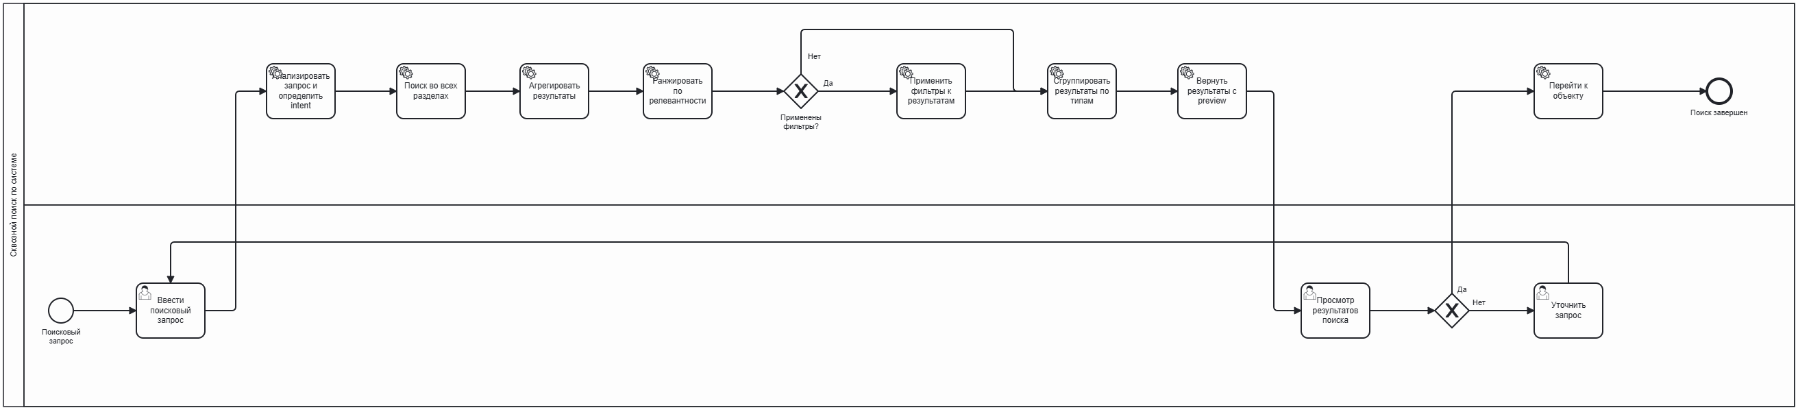 Сквозной поиск по системе
Поисковый
запрос
Ввести
поисковый
запрос
Анализировать
запрос и
определить
intent
Поиск во всех
разделах
Агрегировать
результаты
Ранжировать
по
релевантности
Применены
фильтры?
Нет
Да
Применить
фильтры к
результатам
Сгруппировать
результаты по
типам
Вернуть
результаты с
preview
Просмотр
результатов
поиска
Да
Нет
Уточнить
запрос
Перейти к
объекту
Поиск завершен